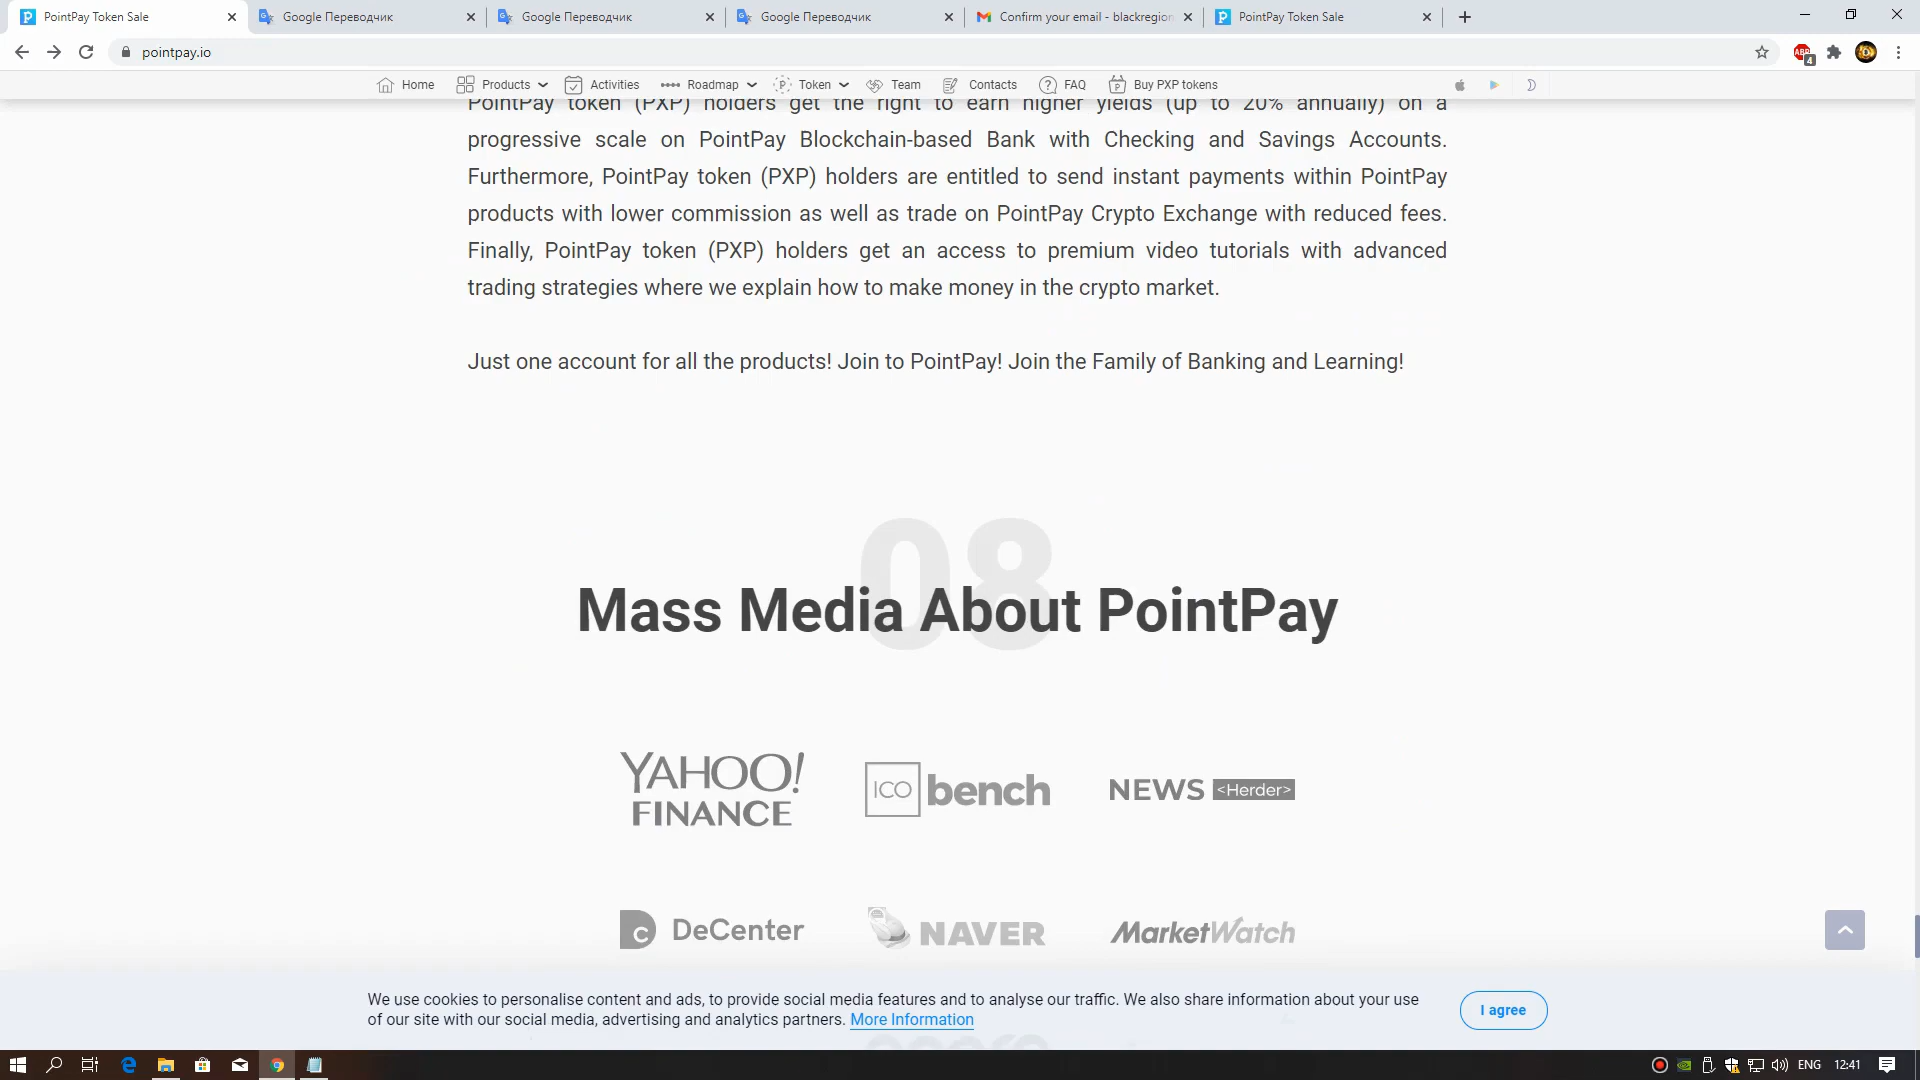 PointPay Token Sale
Google Переводчик
Google Переводчик
Google Переводчик
Confirm your email - blackregion
PointPay Token Sale
pointpay.io
ABP
4
Home
Products
Activities
Roadmap
Token
Team
Contacts
FAQ
Buy PXP tokens
PointPay token (PXP) holders get the right to earn higher yields (up to 20% annually) on a
progressive scale on PointPay Blockchain-based Bank with Checking and Savings Accounts.
Furthermore, PointPay token (PXP) holders are entitled to send instant payments within PointPay
products with lower commission as well as trade on PointPay Crypto Exchange with reduced fees.
Finally, PointPay token (PXP) holders get an access to premium video tutorials with advanced
trading strategies where we explain how to make money in the crypto market.
Just one account for all the products! Join to PointPay! Join the Family of Banking and Learning!
08
Mass Media About PointPay
YAHOO!
FINANCE
ICO bench
NEWS <Herder>
DeCenter
NAVER
MarketWatch
We use cookies to personalise content and ads, to provide social media features and to analyse our traffic. We also share information about your use
of our site with our social media, advertising and analytics partners. More Information
I agree
ENG
12:41